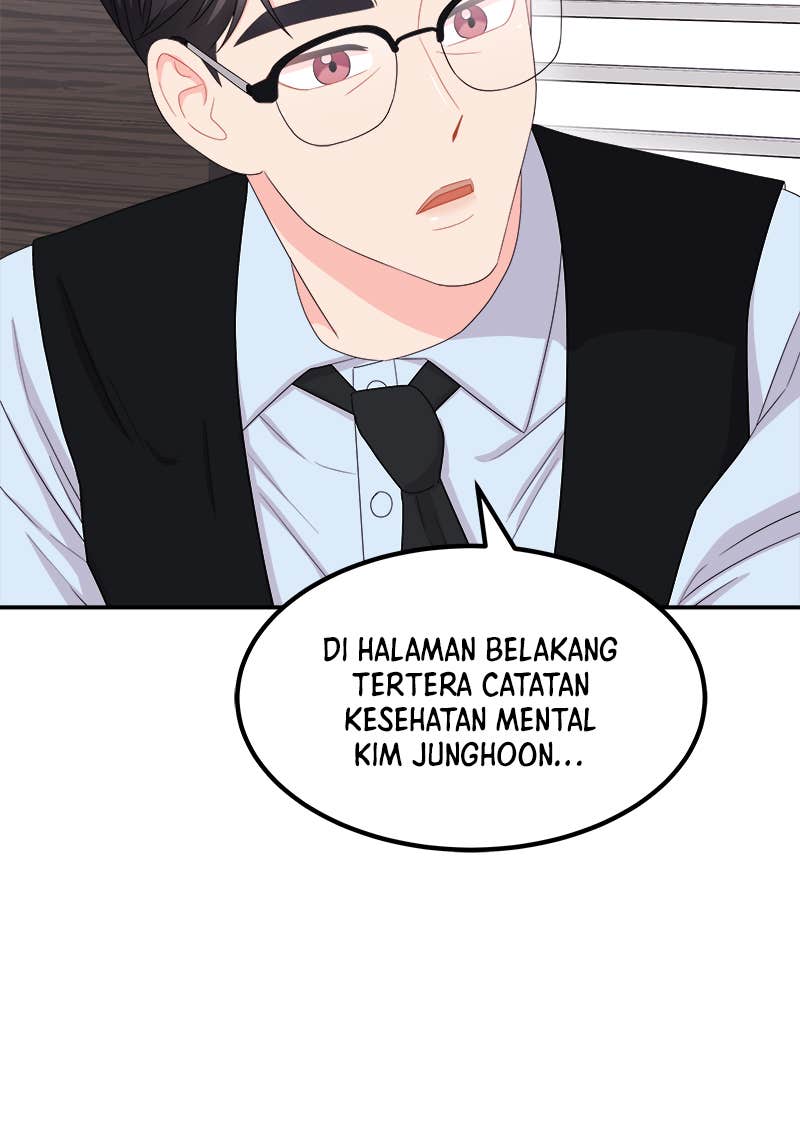 DI HALAMAN BELAKANG
TERTERA CATATAN
KESEHATAN MENTAL
KIM JUNGHOON...